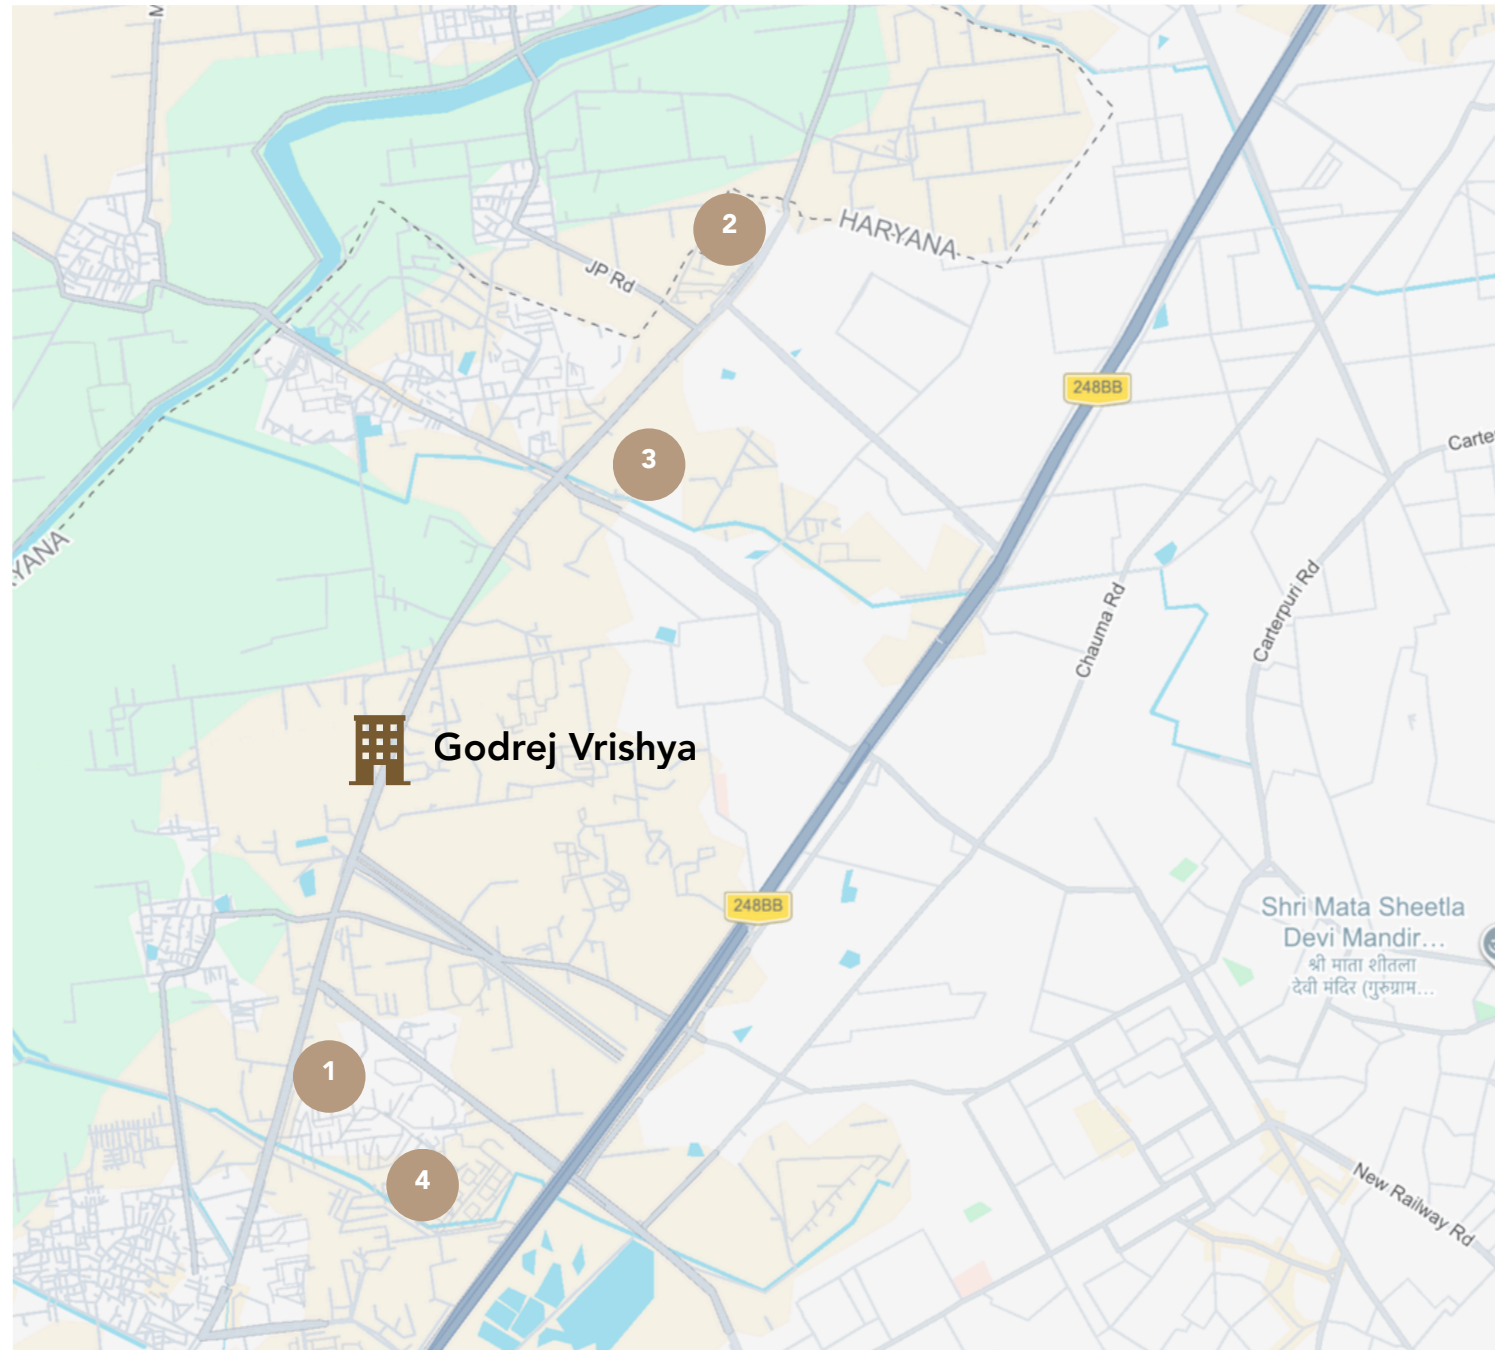 M
2
HARYANA
JP Rd
248BB
Carter
3
YANA
Chauma Rd
Carterpuri Rd
Godrej Vrishya
248BB
Shri Mata Sheetla
Devi Mandir...
श्री माता शीतला
देवी मंदिर (गुरुग्राम...
1
4
New Railway Rd